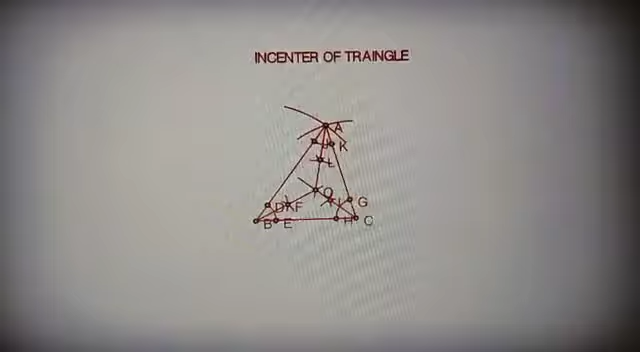 INCENTER OF TRAINGLE
A
J K
L
O
D F I G
B E H C